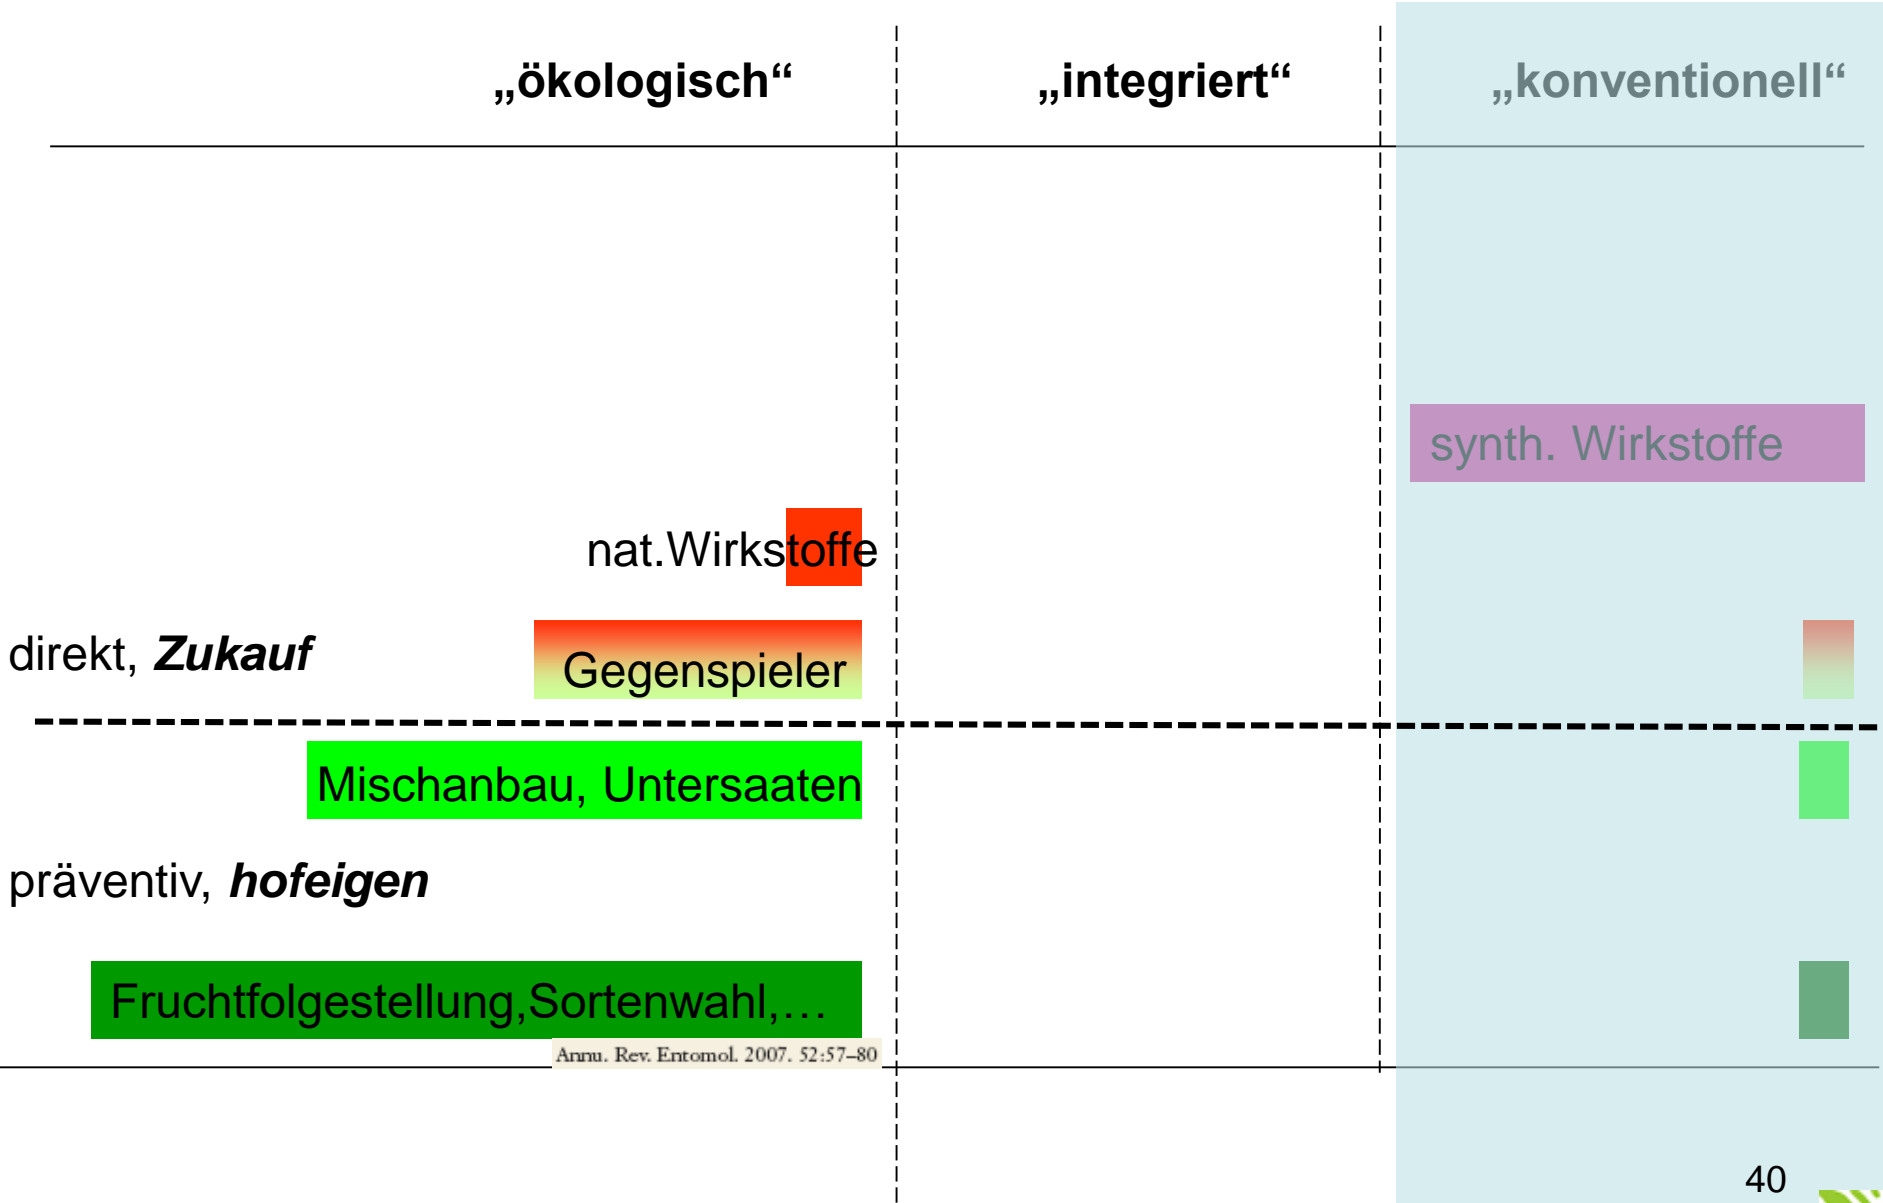 „ökologisch“ „integriert“ „konventionell“
synth. Wirkstoffe
nat.Wirkstoffe
direkt, Zukauf
Gegenspieler
Mischanbau, Untersaaten
präventiv, hofeigen
Fruchtfolgestellung,Sortenwahl,…
Annu. Rev. Entomol. 2007. 52:57–80
40